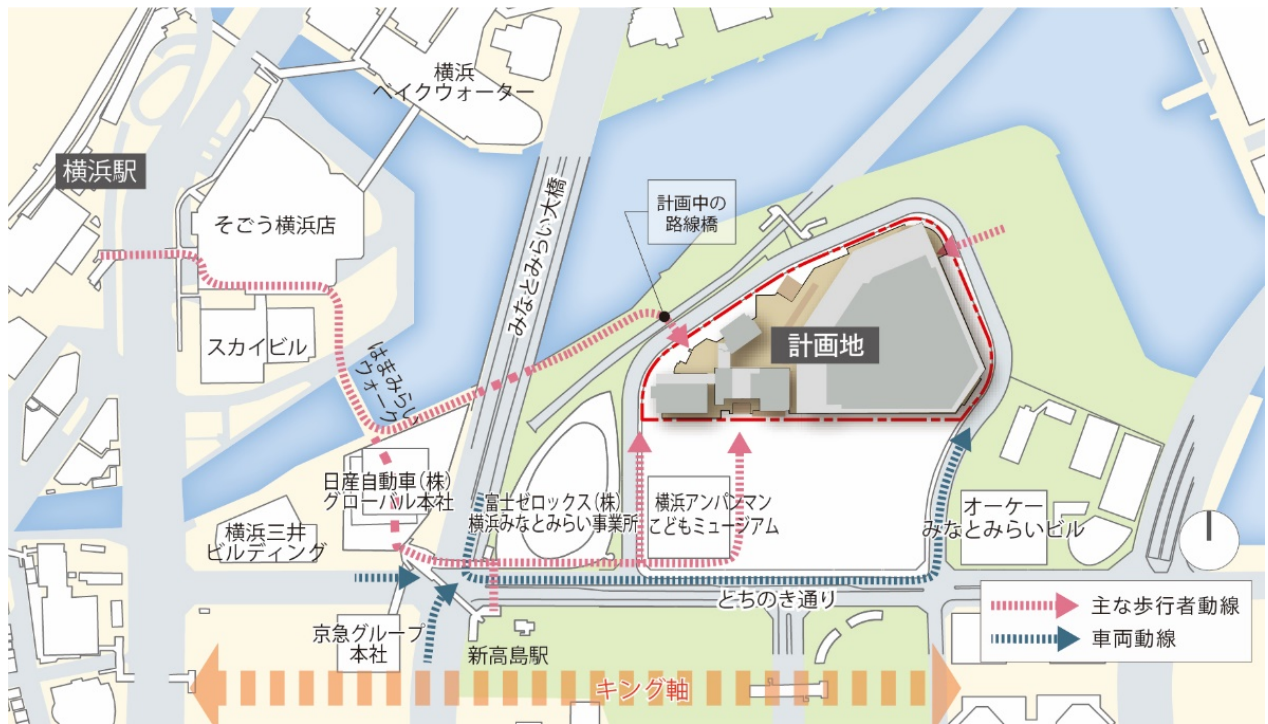 横浜
ベイクウォーター
横浜駅
そごう横浜店
計画中の
路線橋
みなとみらい大橋
スカイビル
はまみらい
ウォーク
計画地
日産自動車(株)
グローバル本社
富士ゼロックス(株)
横浜みなとみらい事業所
横浜アンパンマン
こどもミュージアム
オーケー
みなとみらいビル
横浜三井
ビルディング
とちのき通り
京急グループ
本社
新高島駅
キング軸
主な歩行者動線
車両動線